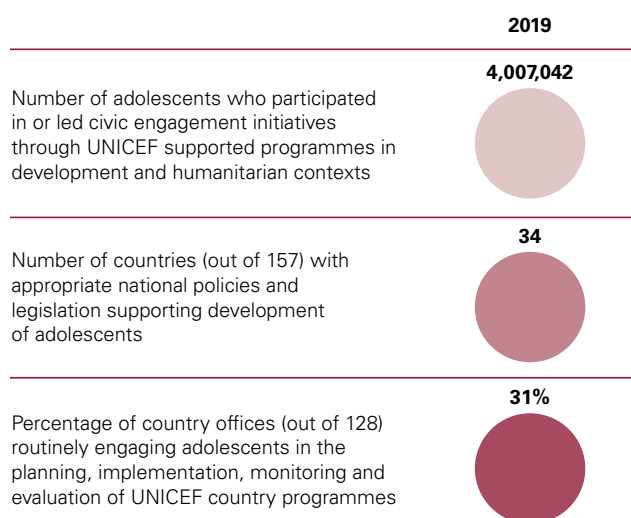 2019
4,007,042
Number of adolescents who participated
in or led civic engagement initiatives
through UNICEF supported programmes in
development and humanitarian contexts
34
Number of countries (out of 157) with
appropriate national policies and
legislation supporting development
of adolescents
31%
Percentage of country offices (out of 128)
routinely engaging adolescents in the
planning, implementation, monitoring and
evaluation of UNICEF country programmes